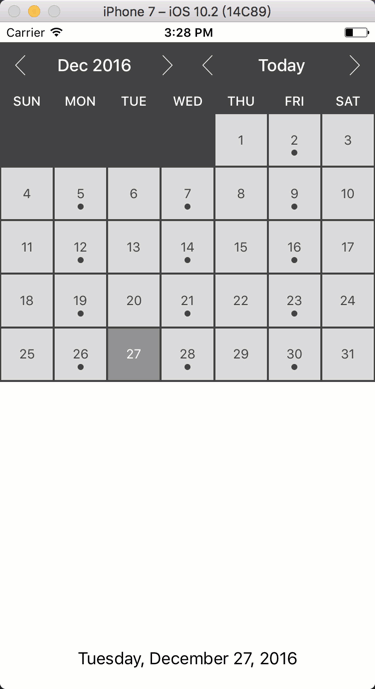 iPhone 7 – iOS 10.2 (14C89)
Carrier 3:28 PM
Dec 2016 Today
SUN MON TUE WED THU FRI SAT
1 2 3
4 5 6 7 8 9 10
11 12 13 14 15 16 17
18 19 20 21 22 23 24
25 26 27 28 29 30 31
Tuesday, December 27, 2016